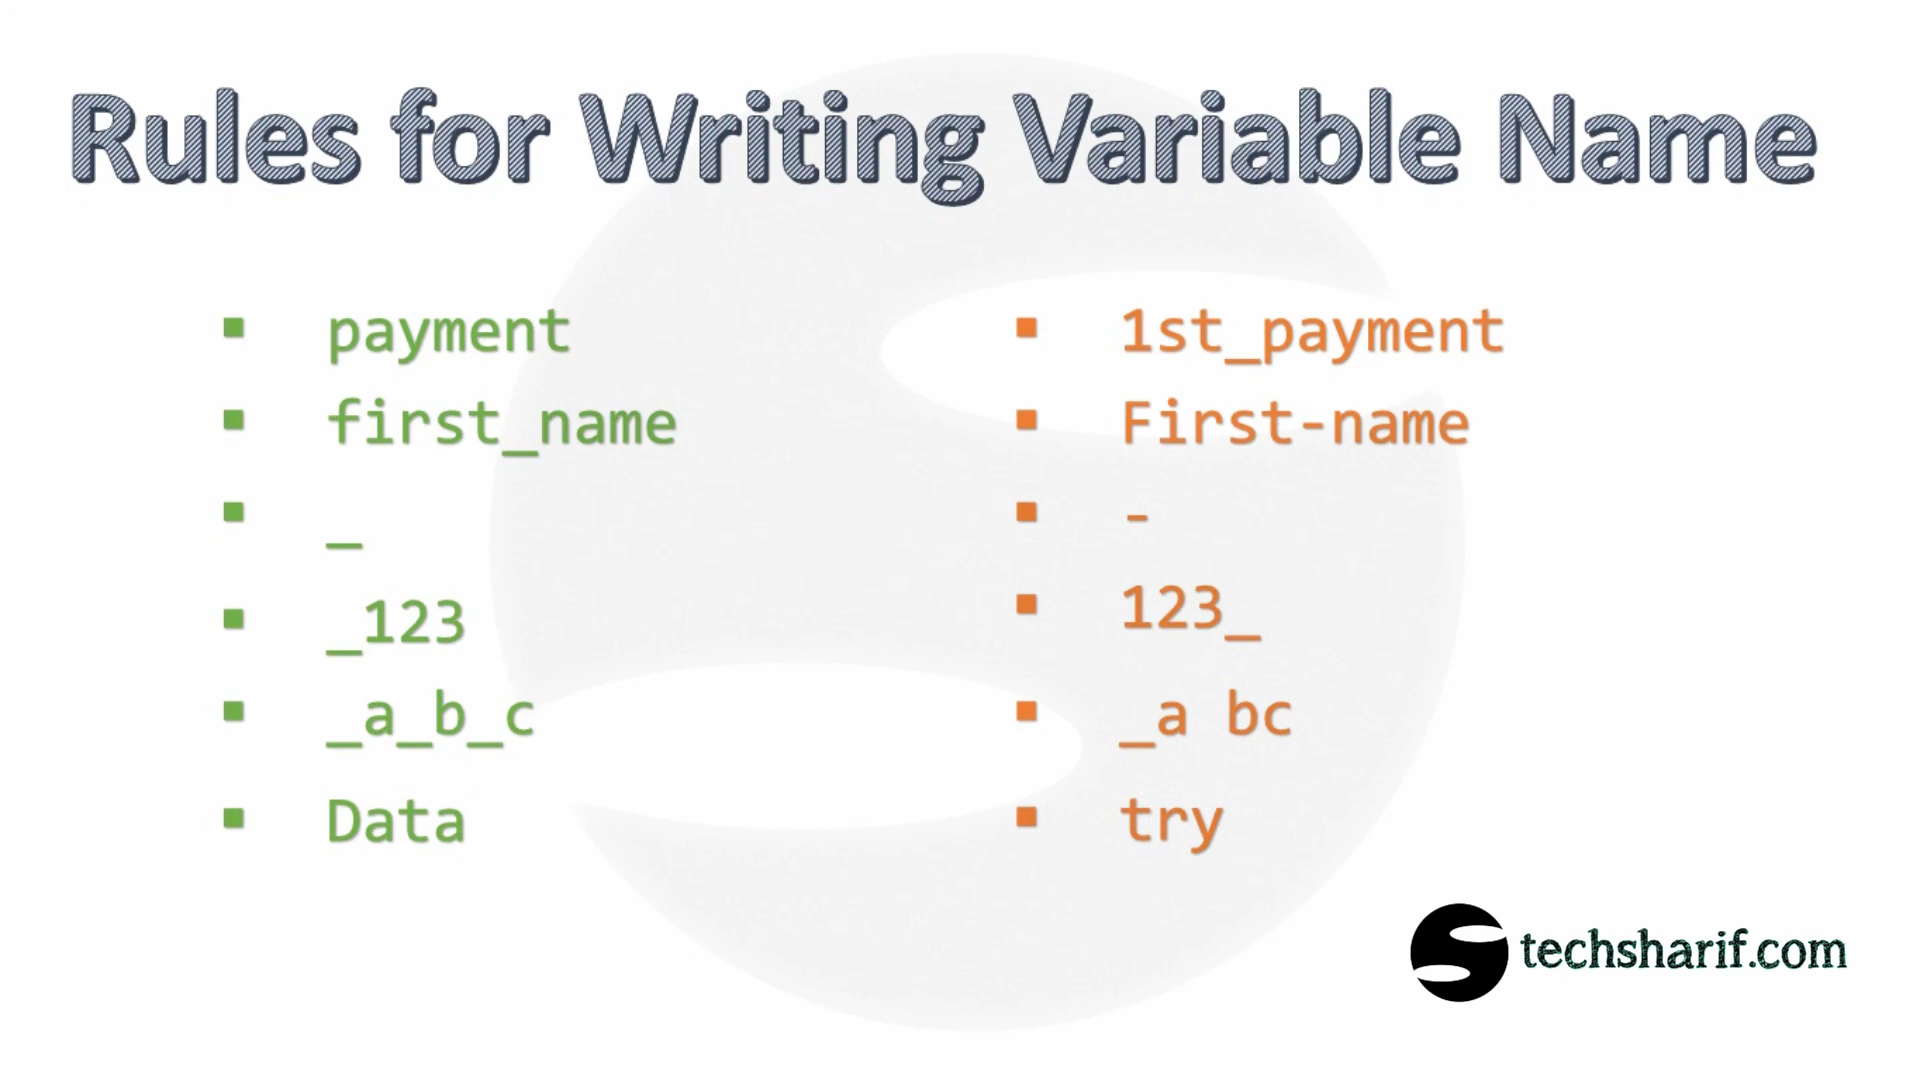 Rules for Writing Variable Name
payment
first_name
_
_123
_a_b_c
Data
1st_payment
First-name
-
123_
_a bc
try
techsharif.com